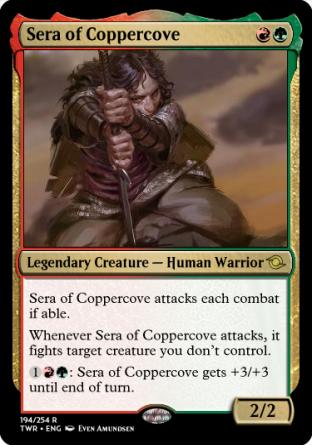 Sera of Coppercove
Legendary Creature — Human Warrior
Sera of Coppercove attacks each combat
if able.
Whenever Sera of Coppercove attacks, it
fights target creature you don't control.
1: Sera of Coppercove gets +3/+3
until end of turn.
2/2
194/254 R
TWR • ENG Even Amundsen